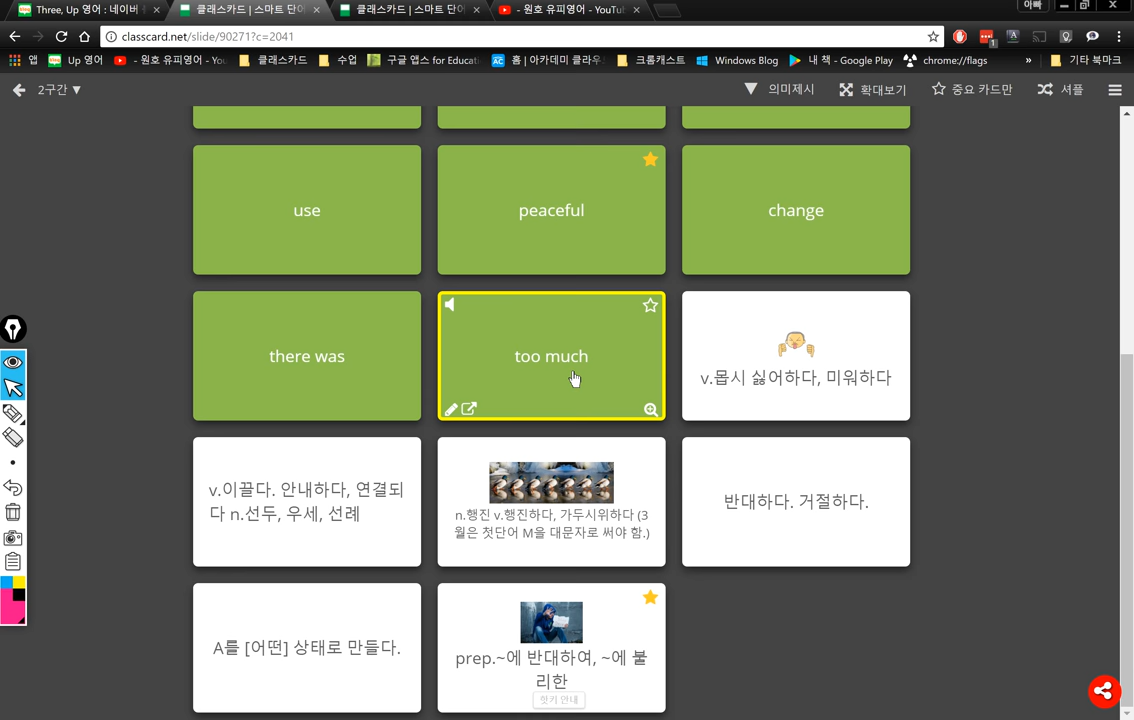 Three, Up 영어 : 네이버
클래스카드 | 스마트 단어
클래스카드 | 스마트 단어
- 원호 유피영어 - YouTu
아빠
classcard.net/slide/90271?c=2041
앱
Up 영어
- 원호 유피영어 - You
클래스카드
수업
구글 앱스 for Educati
홈 | 아카데미 클라우
크롬캐스트
Windows Blog
내 책 - Google Play
chrome://flags
»
기타 북마크
2구간 ▼
의미제시
확대보기
중요 카드만
셔플
use
peaceful
change
there was
too much
v.몹시 싫어하다, 미워하다
v.이끌다. 안내하다, 연결되
다 n.선두, 우세, 선례
n.행진 v.행진하다, 가두시위하다 (3
월은 첫단어 M을 대문자로 써야 함.)
반대하다. 거절하다.
A를 [어떤] 상태로 만들다.
prep.~에 반대하여, ~에 불
리한
핫키 안내